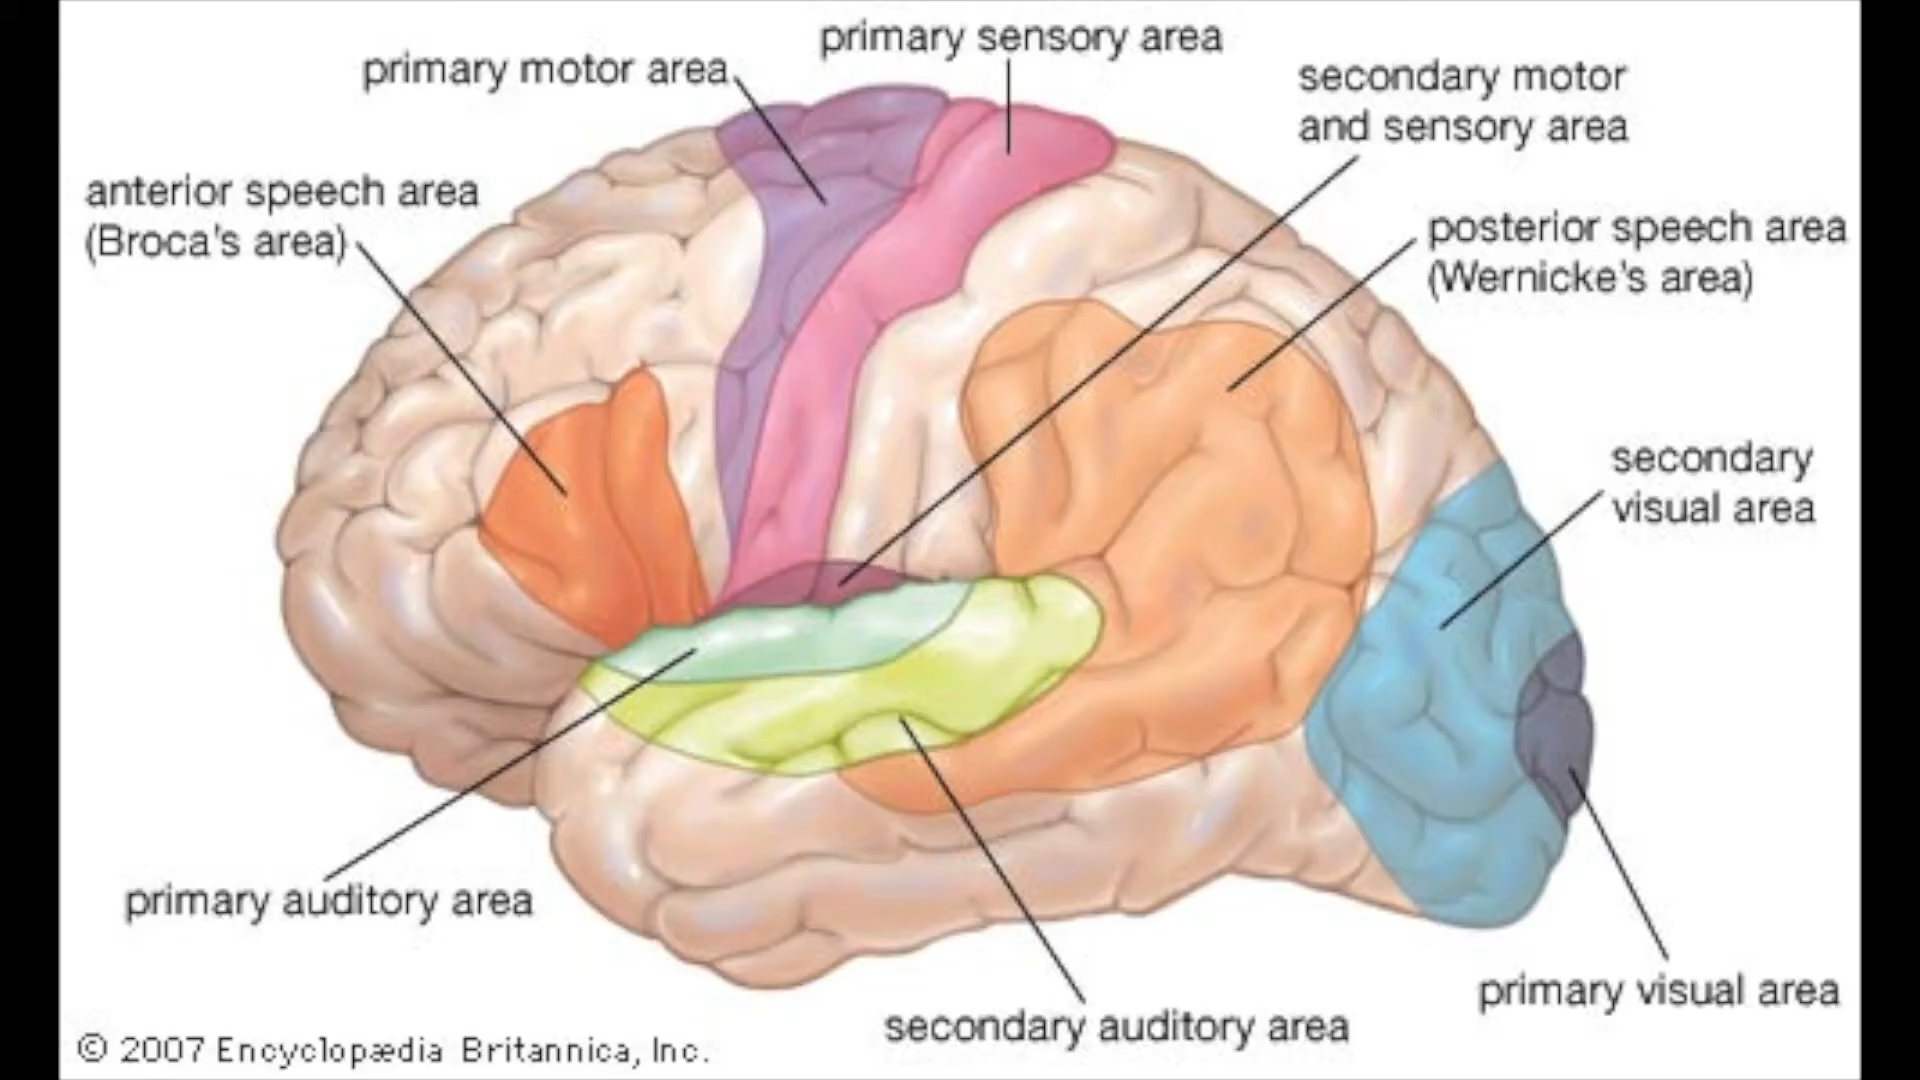 primary sensory area
primary motor area
secondary motor
and sensory area
anterior speech area
(Broca's area)
posterior speech area
(Wernicke's area)
secondary
visual area
primary auditory area
primary visual area
secondary auditory area
© 2007 Encyclopædia Britannica, Inc.